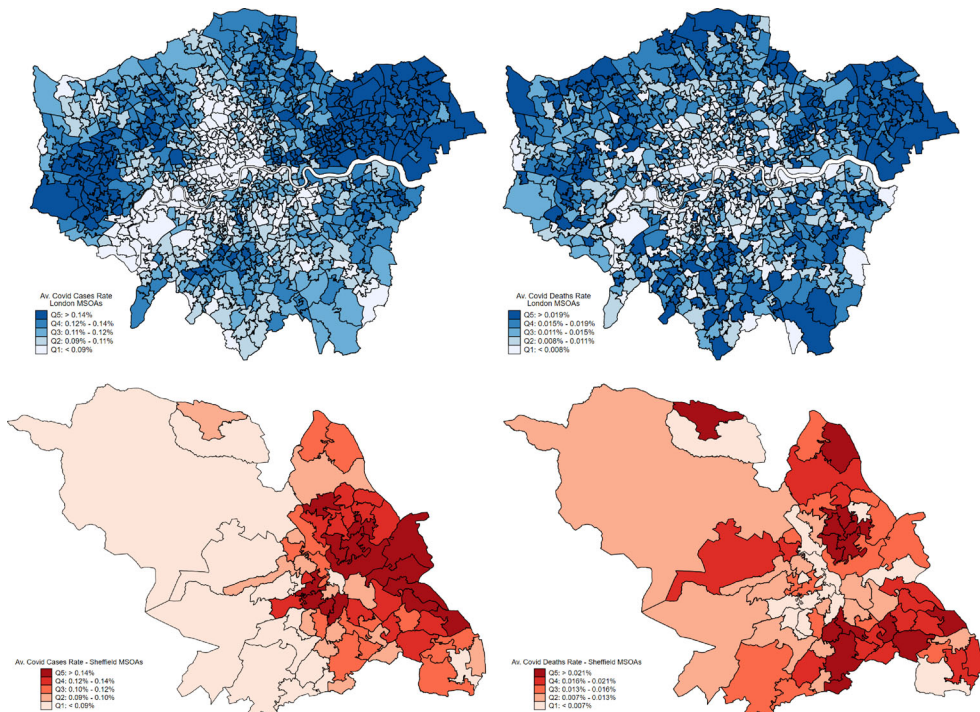 Av. Covid Cases Rate
London MSOAs
Q5: > 0.14%
Q4: 0.12% - 0.14%
Q3: 0.11% - 0.12%
Q2: 0.09% - 0.11%
Q1: < 0.09%
Av. Covid Deaths Rate
London MSOAs
Q5: > 0.019%
Q4: 0.015% - 0.019%
Q3: 0.011% - 0.015%
Q2: 0.008% - 0.011%
Q1: < 0.008%
Av. Covid Cases Rate - Sheffield MSOAs
Q5: > 0.14%
Q4: 0.12% - 0.14%
Q3: 0.10% - 0.12%
Q2: 0.09% - 0.10%
Q1: < 0.09%
Av. Covid Deaths Rate - Sheffield MSOAs
Q5: > 0.021%
Q4: 0.016% - 0.021%
Q3: 0.013% - 0.016%
Q2: 0.007% - 0.013%
Q1: < 0.007%